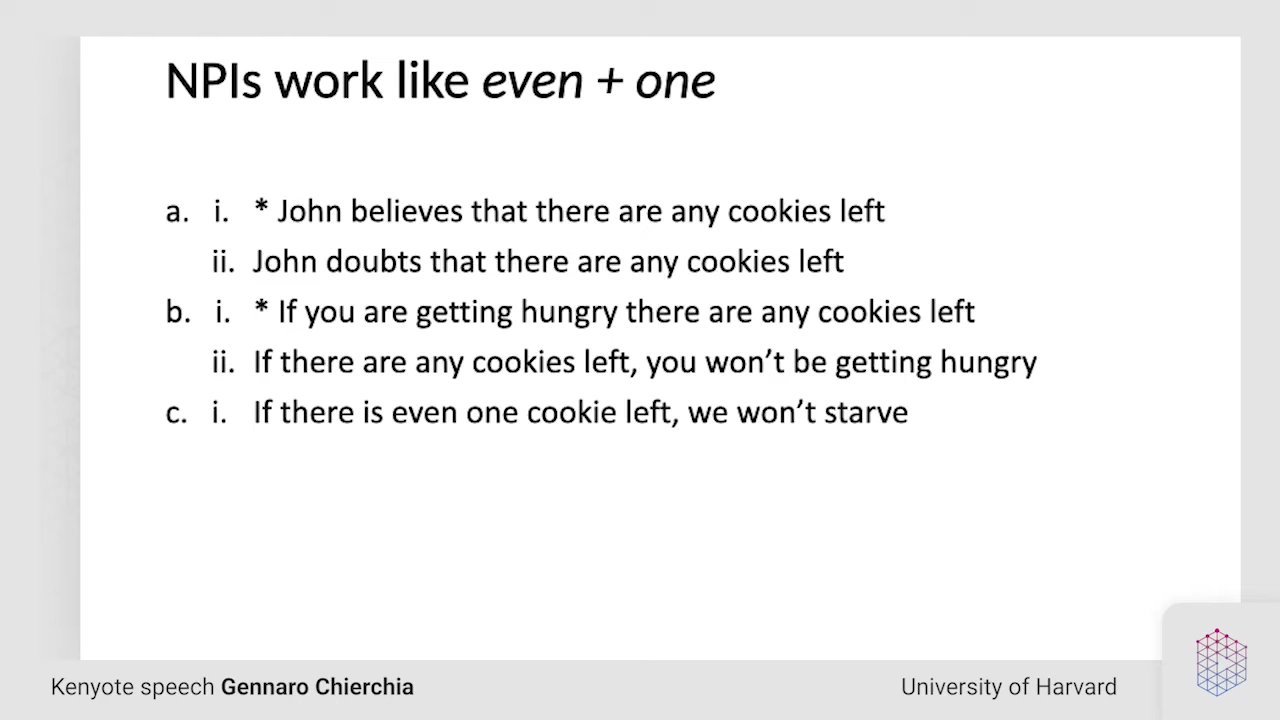 NPIs work like even + one
a. i. * John believes that there are any cookies left
ii. John doubts that there are any cookies left
b. i. * If you are getting hungry there are any cookies left
ii. If there are any cookies left, you won't be getting hungry
c. i. If there is even one cookie left, we won't starve
Kenyote speech Gennaro Chierchia
University of Harvard